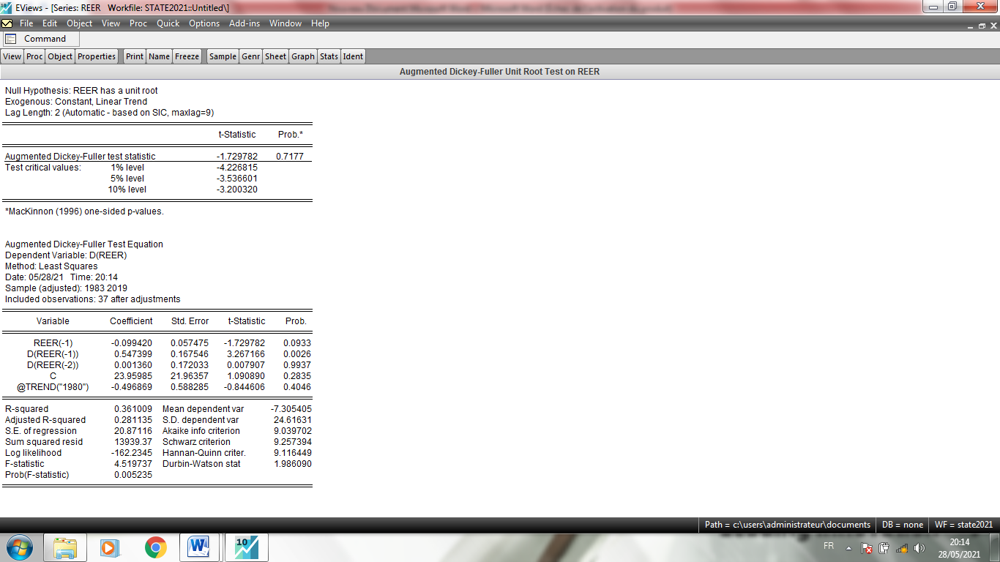 EViews - [Series: REER   Workfile: STATE2021::Untitled\]
File Edit Object View Proc Quick Options Add-ins Window Help
Command
View Proc Object Properties Print Name Freeze Sample Genr Sheet Graph Stats Ident
Augmented Dickey-Fuller Unit Root Test on REER
Null Hypothesis: REER has a unit root
Exogenous: Constant, Linear Trend
Lag Length: 2 (Automatic - based on SIC, maxlag=9)
t-Statistic Prob.*
Augmented Dickey-Fuller test statistic -1.729782 0.7177
Test critical values: 1% level -4.226815
5% level -3.536601
10% level -3.200320
*MacKinnon (1996) one-sided p-values.
Augmented Dickey-Fuller Test Equation
Dependent Variable: D(REER)
Method: Least Squares
Date: 05/28/21 Time: 20:14
Sample (adjusted): 1983 2019
Included observations: 37 after adjustments
Variable Coefficient Std. Error t-Statistic Prob.
REER(-1) -0.099420 0.057475 -1.729782 0.0933
D(REER(-1)) 0.547399 0.167546 3.267166 0.0026
D(REER(-2)) 0.001360 0.172033 0.007907 0.9937
C 23.95985 21.96357 1.090890 0.2835
@TREND("1980") -0.496869 0.588285 -0.844606 0.4046
R-squared 0.361009 Mean dependent var -7.305405
Adjusted R-squared 0.281135 S.D. dependent var 24.61631
S.E. of regression 20.87116 Akaike info criterion 9.039702
Sum squared resid 13939.37 Schwarz criterion 9.257394
Log likelihood -162.2345 Hannan-Quinn criter. 9.116449
F-statistic 4.519737 Durbin-Watson stat 1.986090
Prob(F-statistic) 0.005235
Path = c:\users\administrateur\documents DB = none WF = state2021
FR 20:14
28/05/2021